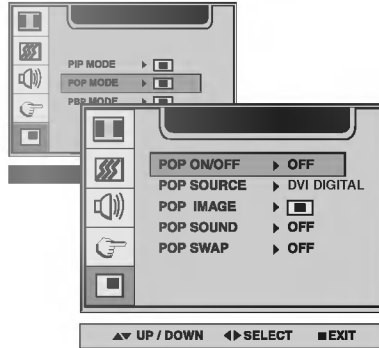 PIP MODE ▶
POP MODE ▶
PBP MODE ▶
POP ON/OFF ▶ OFF
POP SOURCE ▶ DVI DIGITAL
POP IMAGE ▶
POP SOUND ▶ OFF
POP SWAP ▶ OFF
▲▼ UP / DOWN ◀▶ SELECT ■ EXIT